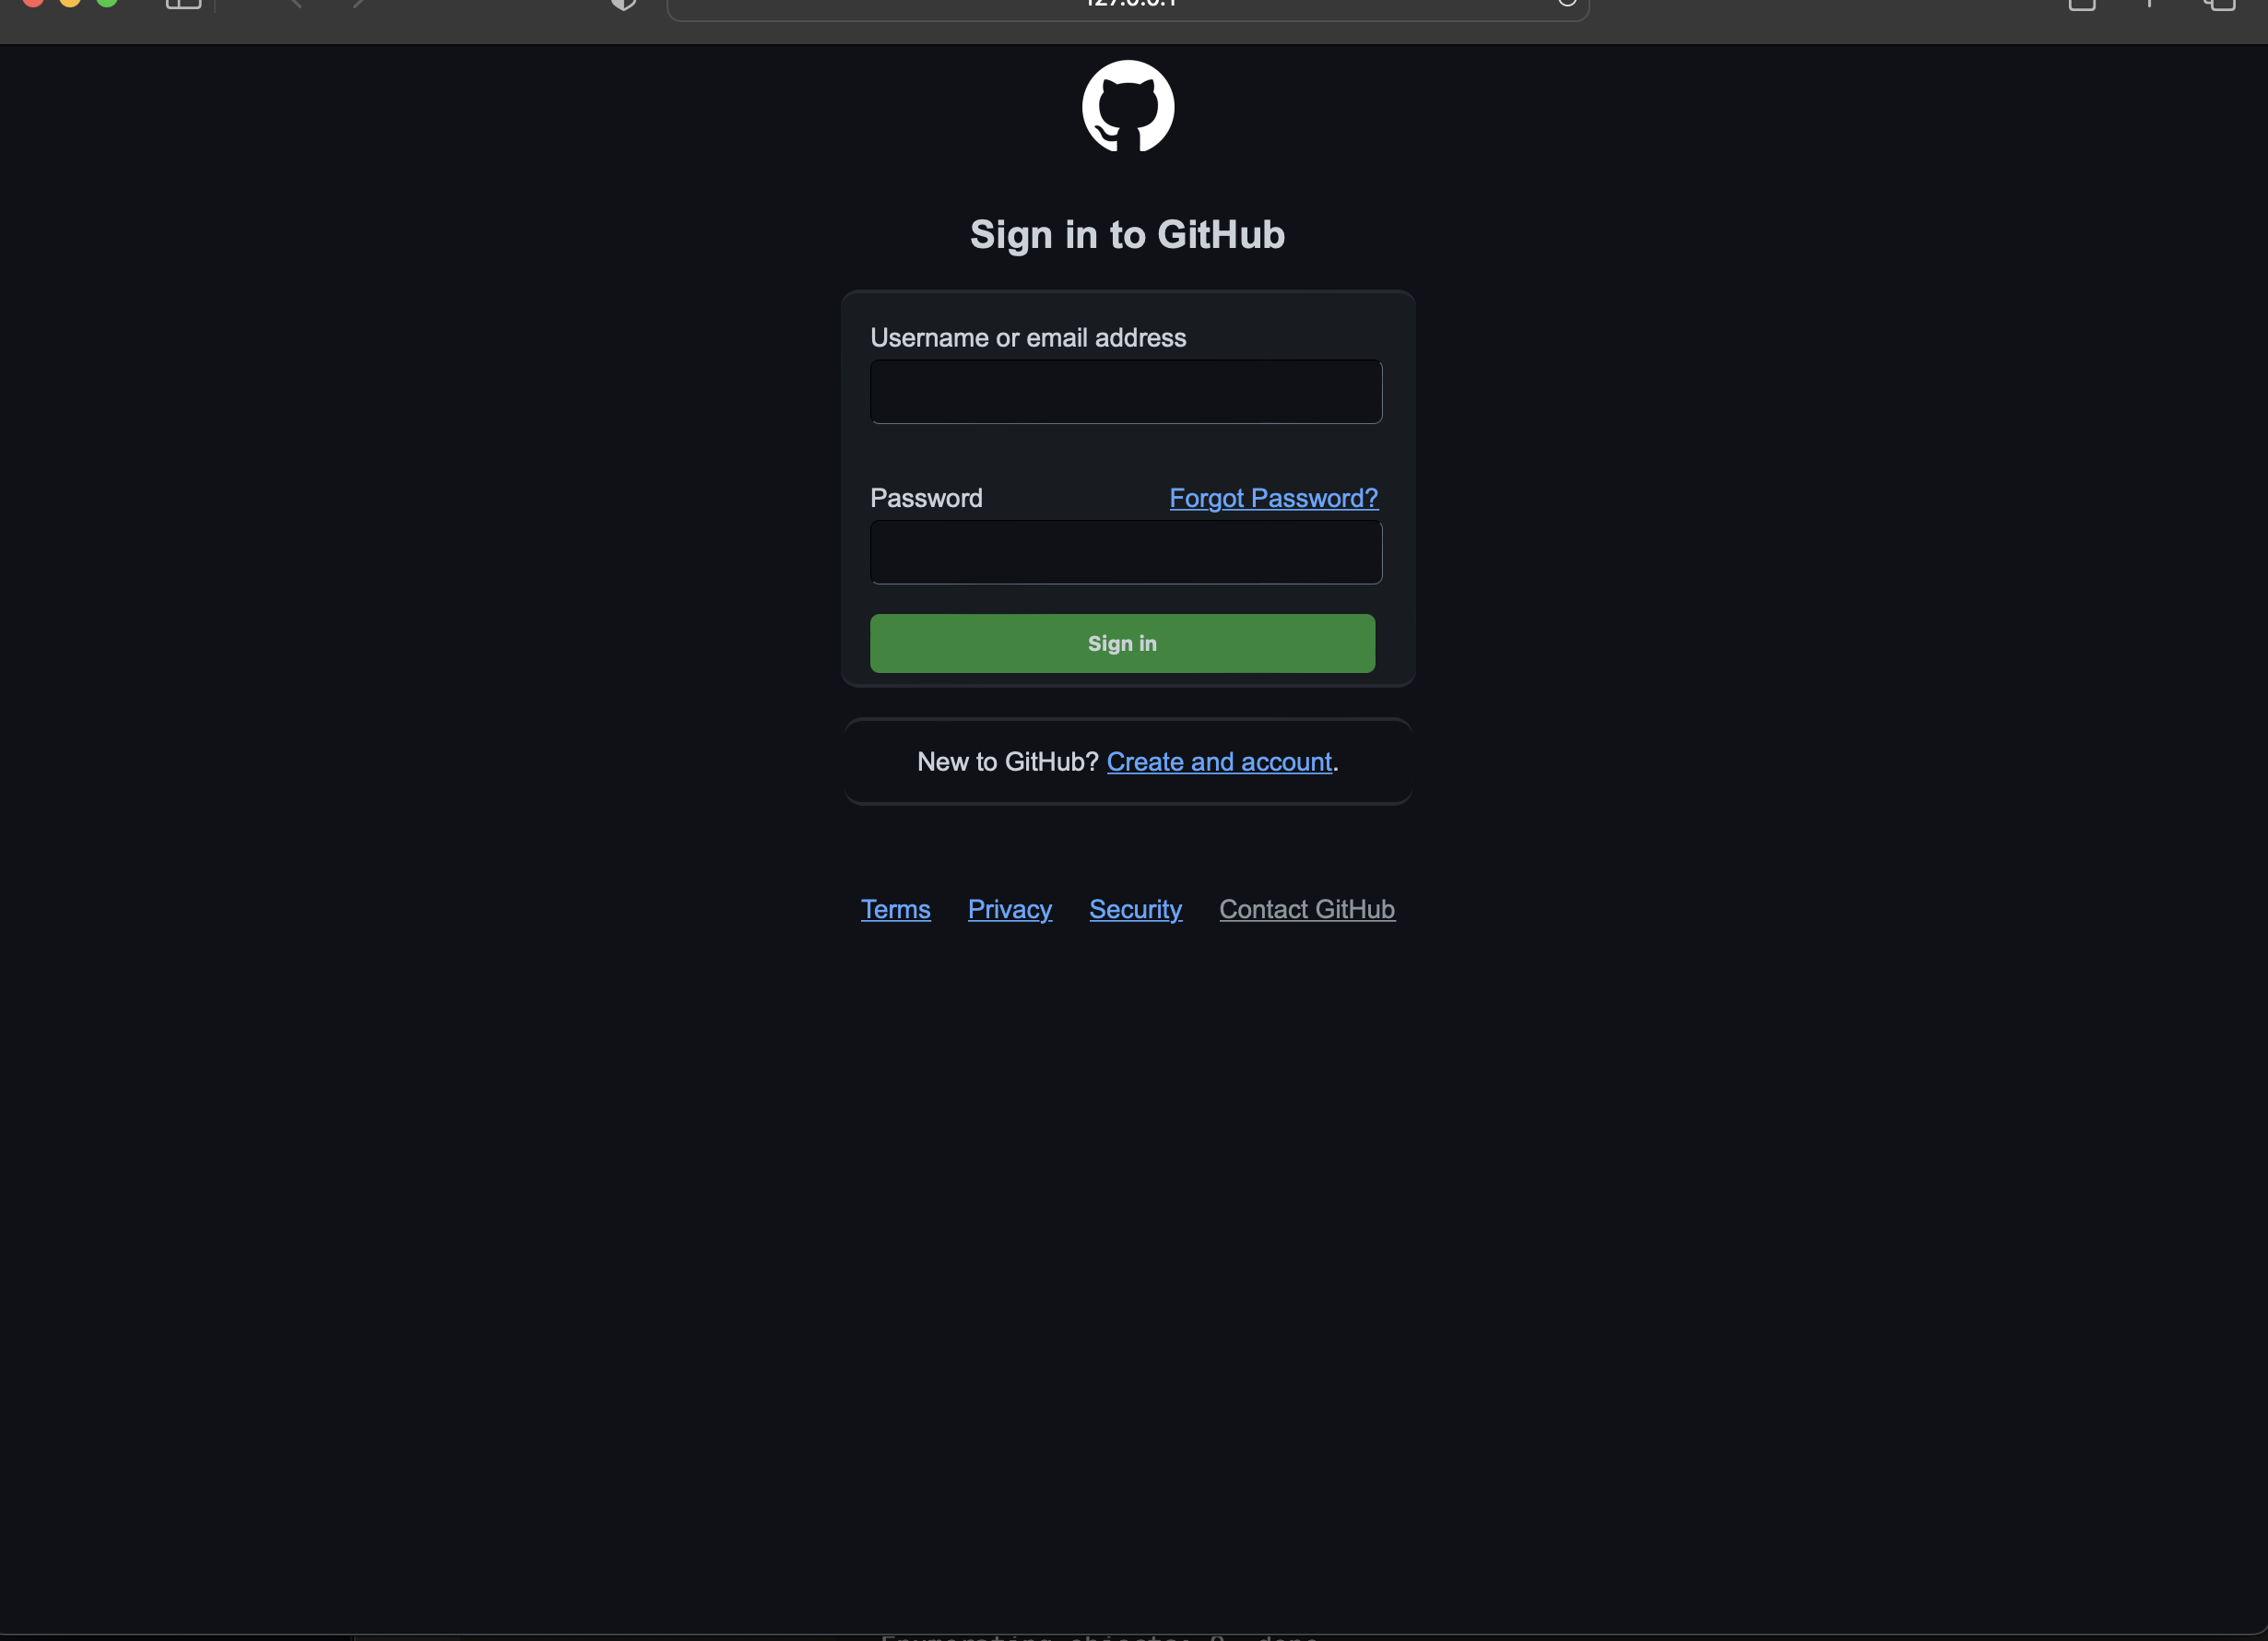 127.0.0.1
Sign in to GitHub
Username or email address
Password Forgot Password?
Sign in
New to GitHub? Create and account.
Terms Privacy Security Contact GitHub